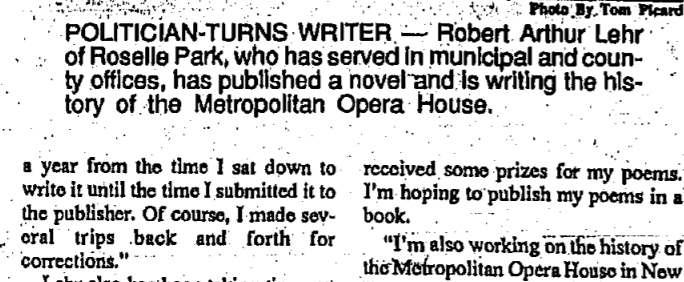 Photo By Tom Picard
POLITICIAN-TURNS WRITER — Robert Arthur Lehr
of Roselle Park, who has served in municipal and coun-
ty offices, has published a novel and is writing the his-
tory of the Metropolitan Opera House.
a year from the time I sat down to
write it until the time I submitted it to
the publisher. Of course, I made sev-
eral trips back and forth for
corrections."
received some prizes for my poems.
I'm hoping to publish my poems in a
book.
"I'm also working on the history of
the Metropolitan Opera House in New